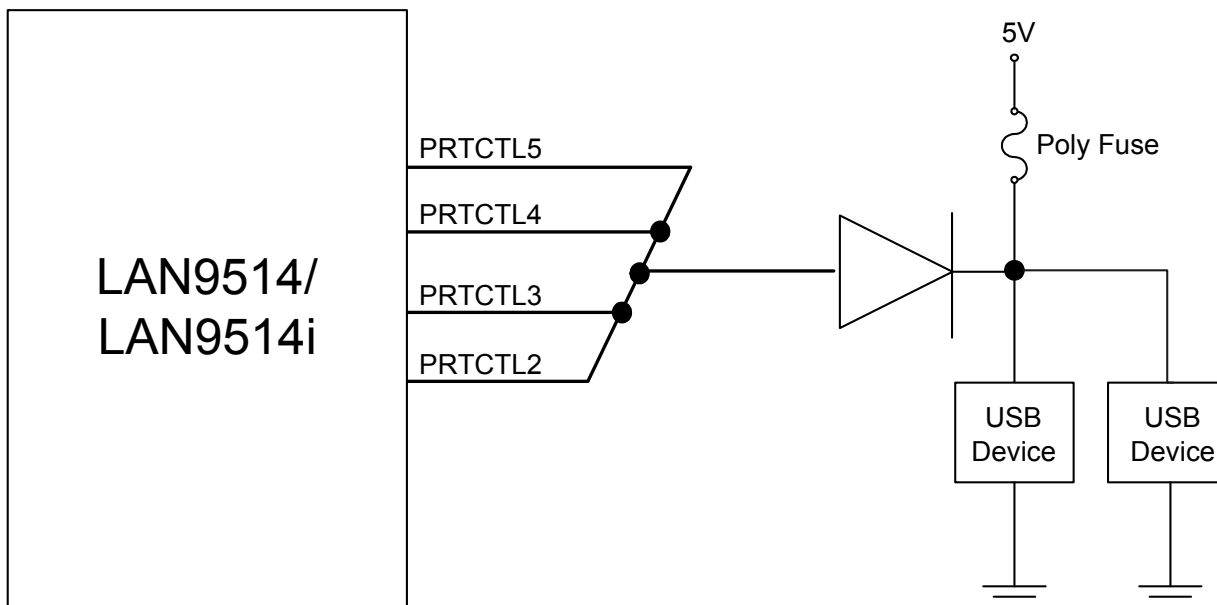 5V
Poly Fuse
PRTCTL5
PRTCTL4
PRTCTL3
PRTCTL2
LAN9514/
LAN9514i
USB
Device
USB
Device